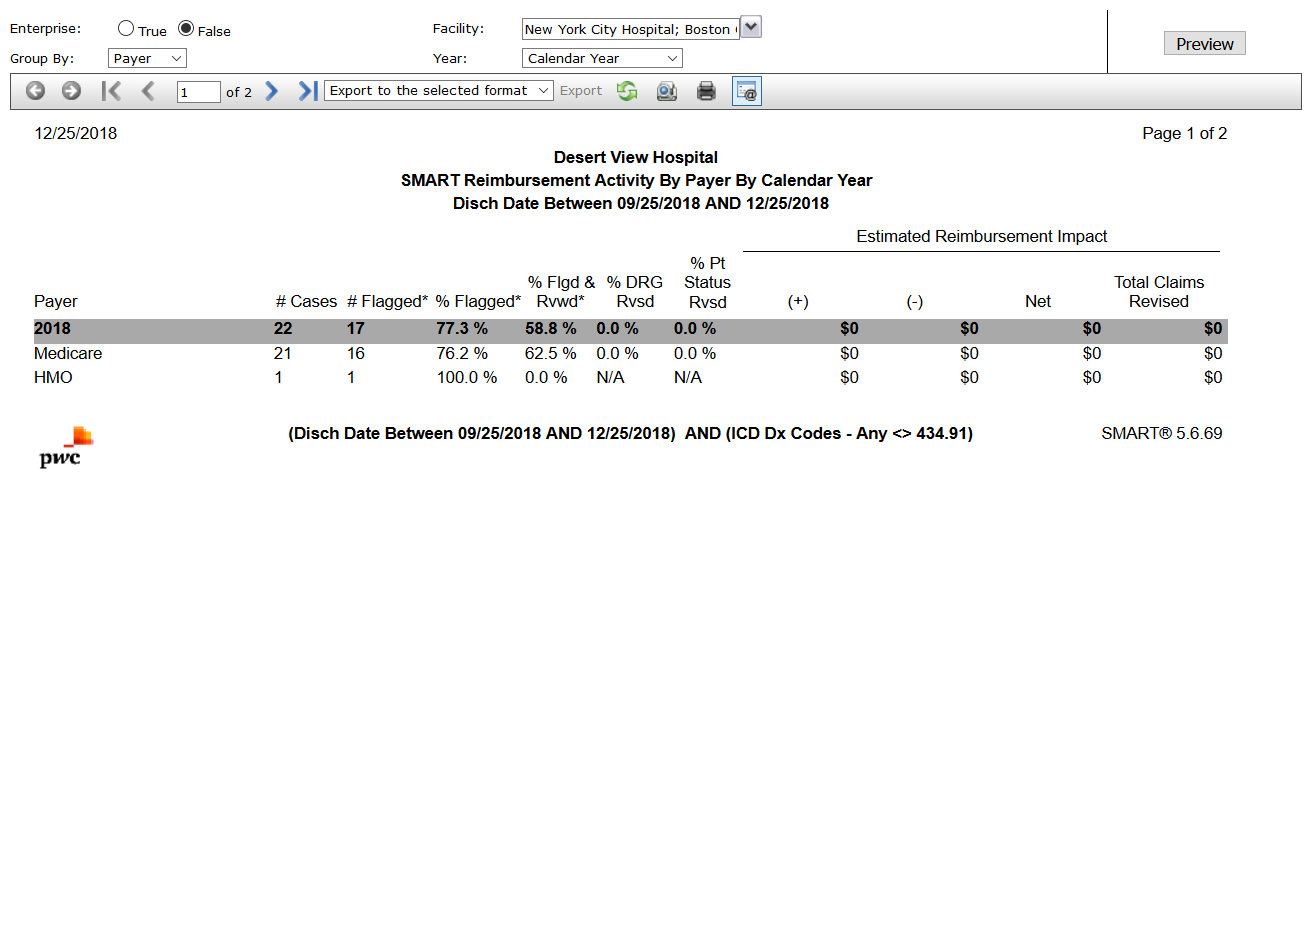 Enterprise: True False Facility: New York City Hospital; Boston
Preview
Group By: Payer Year: Calendar Year
1 of 2 Export to the selected format Export
12/25/2018 Page 1 of 2
Desert View Hospital
SMART Reimbursement Activity By Payer By Calendar Year
Disch Date Between 09/25/2018 AND 12/25/2018
Estimated Reimbursement Impact
% Pt
% Flgd & % DRG Status Total Claims
Payer # Cases # Flagged* % Flagged* Rvwd* Rvsd Rvsd (+) (-) Net Revised
2018 22 17 77.3 % 58.8 % 0.0 % 0.0 % $0 $0 $0 $0
Medicare 21 16 76.2 % 62.5 % 0.0 % 0.0 % $0 $0 $0 $0
HMO 1 1 100.0 % 0.0 % N/A N/A $0 $0 $0 $0
(Disch Date Between 09/25/2018 AND 12/25/2018) AND (ICD Dx Codes - Any <> 434.91) SMART® 5.6.69
pwc